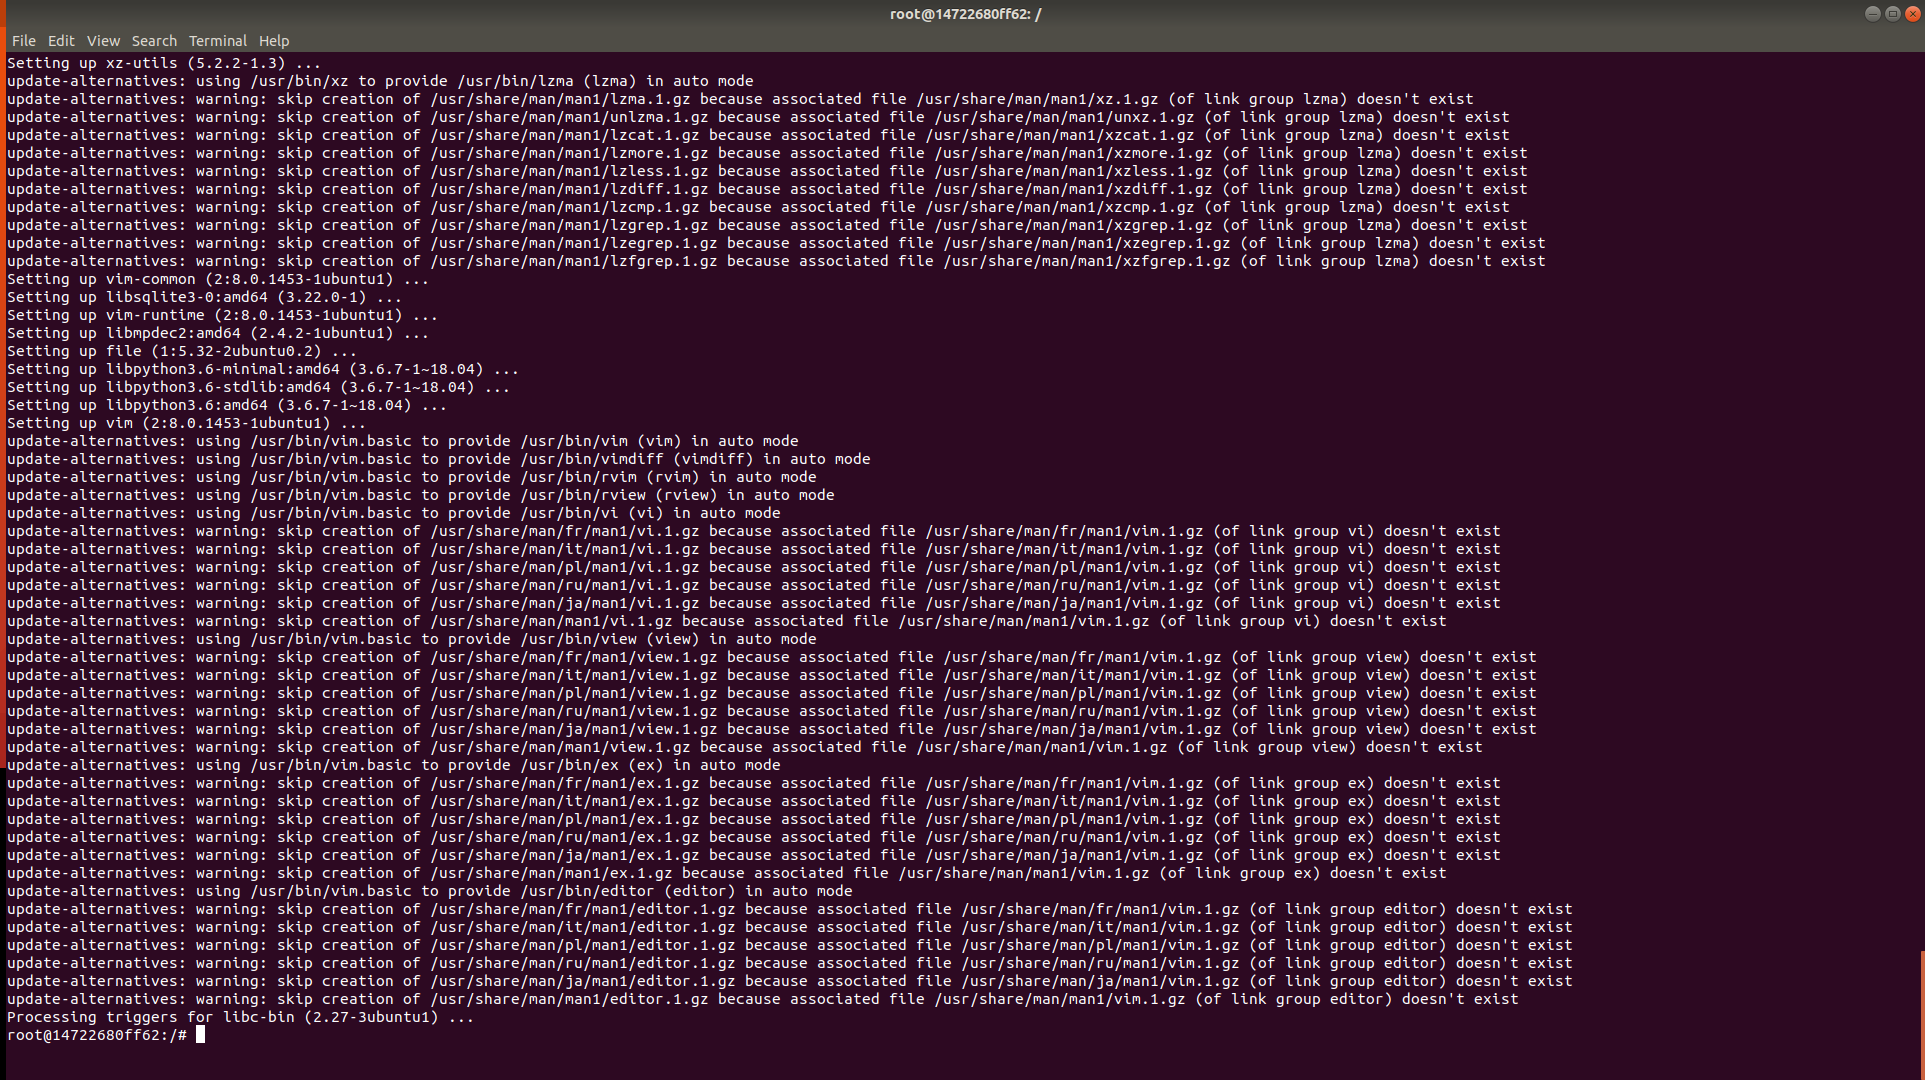 root@14722680ff62: /
File Edit View Search Terminal Help
Setting up xz-utils (5.2.2-1.3) ...
update-alternatives: using /usr/bin/xz to provide /usr/bin/lzma (lzma) in auto mode
update-alternatives: warning: skip creation of /usr/share/man/man1/lzma.1.gz because associated file /usr/share/man/man1/xz.1.gz (of link group lzma) doesn't exist
update-alternatives: warning: skip creation of /usr/share/man/man1/unlzma.1.gz because associated file /usr/share/man/man1/unxz.1.gz (of link group lzma) doesn't exist
update-alternatives: warning: skip creation of /usr/share/man/man1/lzcat.1.gz because associated file /usr/share/man/man1/xzcat.1.gz (of link group lzma) doesn't exist
update-alternatives: warning: skip creation of /usr/share/man/man1/lzmore.1.gz because associated file /usr/share/man/man1/xzmore.1.gz (of link group lzma) doesn't exist
update-alternatives: warning: skip creation of /usr/share/man/man1/lzless.1.gz because associated file /usr/share/man/man1/xzless.1.gz (of link group lzma) doesn't exist
update-alternatives: warning: skip creation of /usr/share/man/man1/lzdiff.1.gz because associated file /usr/share/man/man1/xzdiff.1.gz (of link group lzma) doesn't exist
update-alternatives: warning: skip creation of /usr/share/man/man1/lzcmp.1.gz because associated file /usr/share/man/man1/xzcmp.1.gz (of link group lzma) doesn't exist
update-alternatives: warning: skip creation of /usr/share/man/man1/lzgrep.1.gz because associated file /usr/share/man/man1/xzgrep.1.gz (of link group lzma) doesn't exist
update-alternatives: warning: skip creation of /usr/share/man/man1/lzegrep.1.gz because associated file /usr/share/man/man1/xzegrep.1.gz (of link group lzma) doesn't exist
update-alternatives: warning: skip creation of /usr/share/man/man1/lzfgrep.1.gz because associated file /usr/share/man/man1/xzfgrep.1.gz (of link group lzma) doesn't exist
Setting up vim-common (2:8.0.1453-1ubuntu1) ...
Setting up libsqlite3-0:amd64 (3.22.0-1) ...
Setting up vim-runtime (2:8.0.1453-1ubuntu1) ...
Setting up libmpdec2:amd64 (2.4.2-1ubuntu1) ...
Setting up file (1:5.32-2ubuntu0.2) ...
Setting up libpython3.6-minimal:amd64 (3.6.7-1~18.04) ...
Setting up libpython3.6-stdlib:amd64 (3.6.7-1~18.04) ...
Setting up libpython3.6:amd64 (3.6.7-1~18.04) ...
Setting up vim (2:8.0.1453-1ubuntu1) ...
update-alternatives: using /usr/bin/vim.basic to provide /usr/bin/vim (vim) in auto mode
update-alternatives: using /usr/bin/vim.basic to provide /usr/bin/vimdiff (vimdiff) in auto mode
update-alternatives: using /usr/bin/vim.basic to provide /usr/bin/rvim (rvim) in auto mode
update-alternatives: using /usr/bin/vim.basic to provide /usr/bin/rview (rview) in auto mode
update-alternatives: using /usr/bin/vim.basic to provide /usr/bin/vi (vi) in auto mode
update-alternatives: warning: skip creation of /usr/share/man/fr/man1/vi.1.gz because associated file /usr/share/man/fr/man1/vim.1.gz (of link group vi) doesn't exist
update-alternatives: warning: skip creation of /usr/share/man/it/man1/vi.1.gz because associated file /usr/share/man/it/man1/vim.1.gz (of link group vi) doesn't exist
update-alternatives: warning: skip creation of /usr/share/man/pl/man1/vi.1.gz because associated file /usr/share/man/pl/man1/vim.1.gz (of link group vi) doesn't exist
update-alternatives: warning: skip creation of /usr/share/man/ru/man1/vi.1.gz because associated file /usr/share/man/ru/man1/vim.1.gz (of link group vi) doesn't exist
update-alternatives: warning: skip creation of /usr/share/man/ja/man1/vi.1.gz because associated file /usr/share/man/ja/man1/vim.1.gz (of link group vi) doesn't exist
update-alternatives: warning: skip creation of /usr/share/man/man1/vi.1.gz because associated file /usr/share/man/man1/vim.1.gz (of link group vi) doesn't exist
update-alternatives: using /usr/bin/vim.basic to provide /usr/bin/view (view) in auto mode
update-alternatives: warning: skip creation of /usr/share/man/fr/man1/view.1.gz because associated file /usr/share/man/fr/man1/vim.1.gz (of link group view) doesn't exist
update-alternatives: warning: skip creation of /usr/share/man/it/man1/view.1.gz because associated file /usr/share/man/it/man1/vim.1.gz (of link group view) doesn't exist
update-alternatives: warning: skip creation of /usr/share/man/pl/man1/view.1.gz because associated file /usr/share/man/pl/man1/vim.1.gz (of link group view) doesn't exist
update-alternatives: warning: skip creation of /usr/share/man/ru/man1/view.1.gz because associated file /usr/share/man/ru/man1/vim.1.gz (of link group view) doesn't exist
update-alternatives: warning: skip creation of /usr/share/man/ja/man1/view.1.gz because associated file /usr/share/man/ja/man1/vim.1.gz (of link group view) doesn't exist
update-alternatives: warning: skip creation of /usr/share/man/man1/view.1.gz because associated file /usr/share/man/man1/vim.1.gz (of link group view) doesn't exist
update-alternatives: using /usr/bin/vim.basic to provide /usr/bin/ex (ex) in auto mode
update-alternatives: warning: skip creation of /usr/share/man/fr/man1/ex.1.gz because associated file /usr/share/man/fr/man1/vim.1.gz (of link group ex) doesn't exist
update-alternatives: warning: skip creation of /usr/share/man/it/man1/ex.1.gz because associated file /usr/share/man/it/man1/vim.1.gz (of link group ex) doesn't exist
update-alternatives: warning: skip creation of /usr/share/man/pl/man1/ex.1.gz because associated file /usr/share/man/pl/man1/vim.1.gz (of link group ex) doesn't exist
update-alternatives: warning: skip creation of /usr/share/man/ru/man1/ex.1.gz because associated file /usr/share/man/ru/man1/vim.1.gz (of link group ex) doesn't exist
update-alternatives: warning: skip creation of /usr/share/man/ja/man1/ex.1.gz because associated file /usr/share/man/ja/man1/vim.1.gz (of link group ex) doesn't exist
update-alternatives: warning: skip creation of /usr/share/man/man1/ex.1.gz because associated file /usr/share/man/man1/vim.1.gz (of link group ex) doesn't exist
update-alternatives: using /usr/bin/vim.basic to provide /usr/bin/editor (editor) in auto mode
update-alternatives: warning: skip creation of /usr/share/man/fr/man1/editor.1.gz because associated file /usr/share/man/fr/man1/vim.1.gz (of link group editor) doesn't exist
update-alternatives: warning: skip creation of /usr/share/man/it/man1/editor.1.gz because associated file /usr/share/man/it/man1/vim.1.gz (of link group editor) doesn't exist
update-alternatives: warning: skip creation of /usr/share/man/pl/man1/editor.1.gz because associated file /usr/share/man/pl/man1/vim.1.gz (of link group editor) doesn't exist
update-alternatives: warning: skip creation of /usr/share/man/ru/man1/editor.1.gz because associated file /usr/share/man/ru/man1/vim.1.gz (of link group editor) doesn't exist
update-alternatives: warning: skip creation of /usr/share/man/ja/man1/editor.1.gz because associated file /usr/share/man/ja/man1/vim.1.gz (of link group editor) doesn't exist
update-alternatives: warning: skip creation of /usr/share/man/man1/editor.1.gz because associated file /usr/share/man/man1/vim.1.gz (of link group editor) doesn't exist
Processing triggers for libc-bin (2.27-3ubuntu1) ...
root@14722680ff62:/#